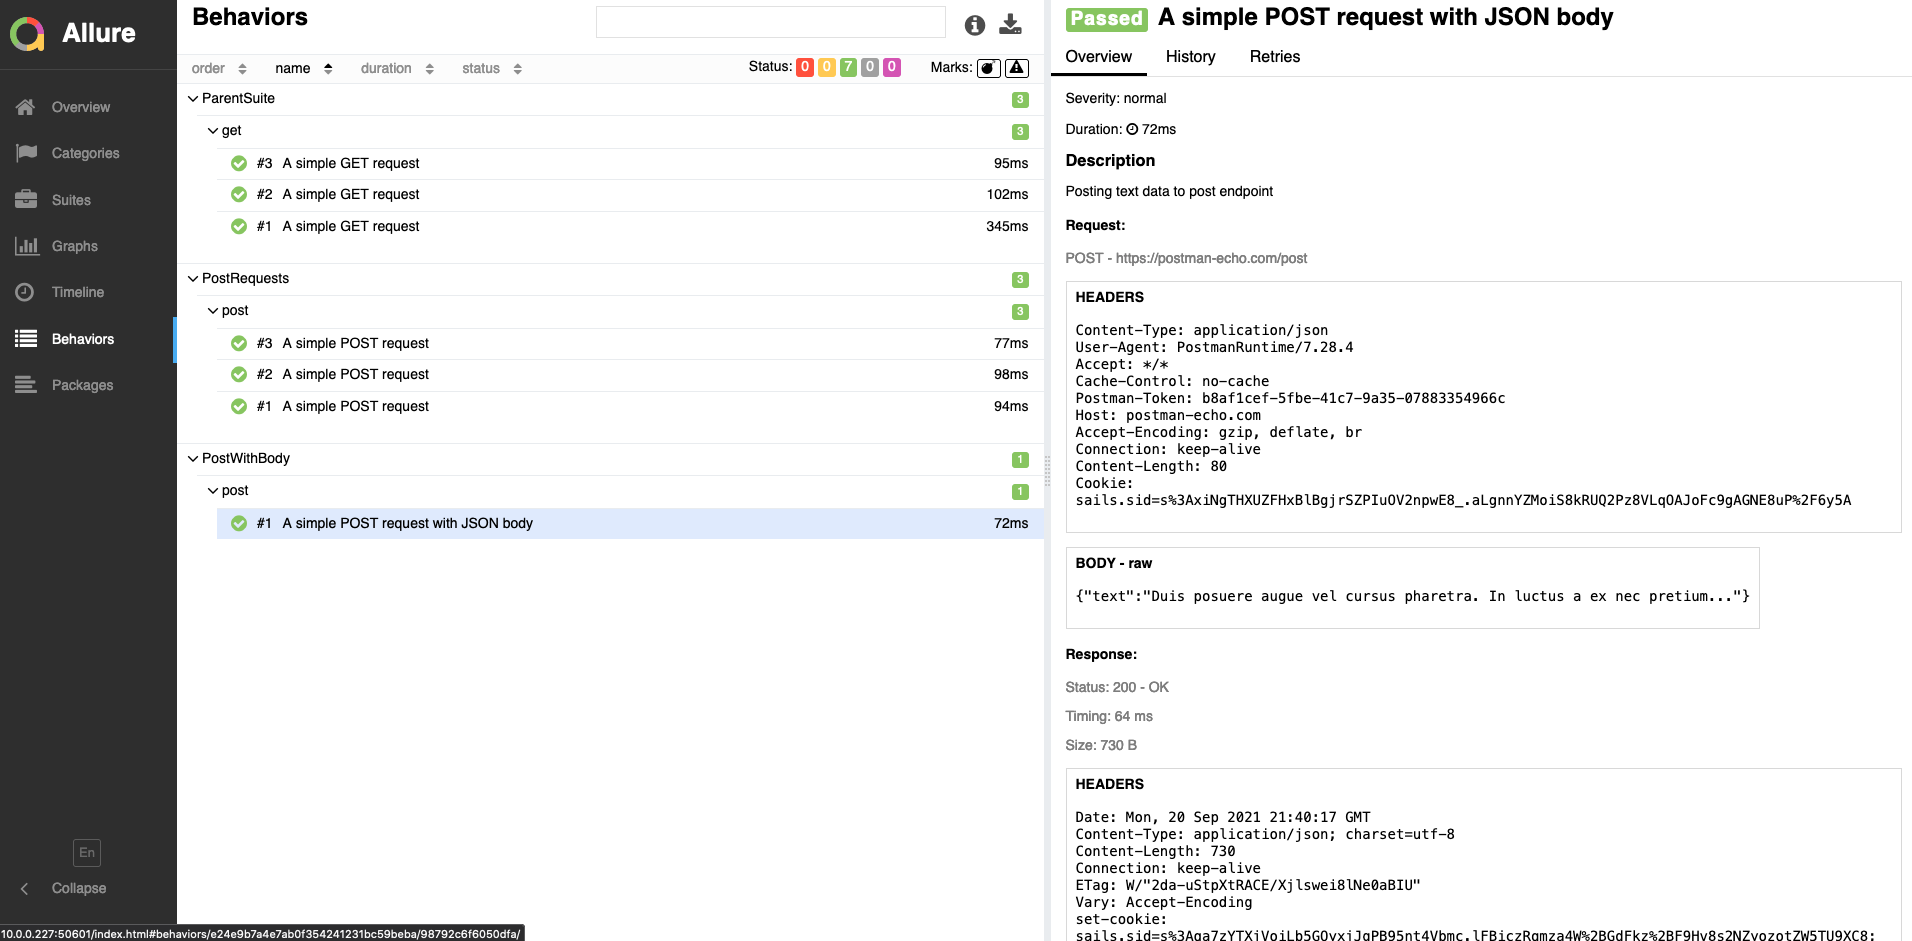 Allure
Overview
Categories
Suites
Graphs
Timeline
Behaviors
Packages
En
Collapse
10.0.0.227:50601/index.html#behaviors/e24e9b7a4e7ab0f354241231bc59beba/98792c6f6050dfa/
Behaviors
order name duration status Status: 0 0 7 0 0 Marks:
ParentSuite 3
get 3
#3 A simple GET request 95ms
#2 A simple GET request 102ms
#1 A simple GET request 345ms
PostRequests 3
post 3
#3 A simple POST request 77ms
#2 A simple POST request 98ms
#1 A simple POST request 94ms
PostWithBody 1
post 1
#1 A simple POST request with JSON body 72ms
Passed A simple POST request with JSON body
Overview History Retries
Severity: normal
Duration: 72ms
Description
Posting text data to post endpoint
Request:
POST - https://postman-echo.com/post
HEADERS
Content-Type: application/json
User-Agent: PostmanRuntime/7.28.4
Accept: */*
Cache-Control: no-cache
Postman-Token: b8af1cef-5fbe-41c7-9a35-07883354966c
Host: postman-echo.com
Accept-Encoding: gzip, deflate, br
Connection: keep-alive
Content-Length: 80
Cookie:
sails.sid=s%3AxiNgTHXUZFHxBlBgjrSZPIuOV2npwE8_.aLgnnYZMoiS8kRUQ2Pz8VLqOAJoFc9gAGNE8uP%2F6y5A
BODY - raw
{"text":"Duis posuere augue vel cursus pharetra. In luctus a ex nec pretium..."}
Response:
Status: 200 - OK
Timing: 64 ms
Size: 730 B
HEADERS
Date: Mon, 20 Sep 2021 21:40:17 GMT
Content-Type: application/json; charset=utf-8
Content-Length: 730
Connection: keep-alive
ETag: W/"2da-uStpXtRACE/Xjlswei8lNe0aBIU"
Vary: Accept-Encoding
set-cookie: